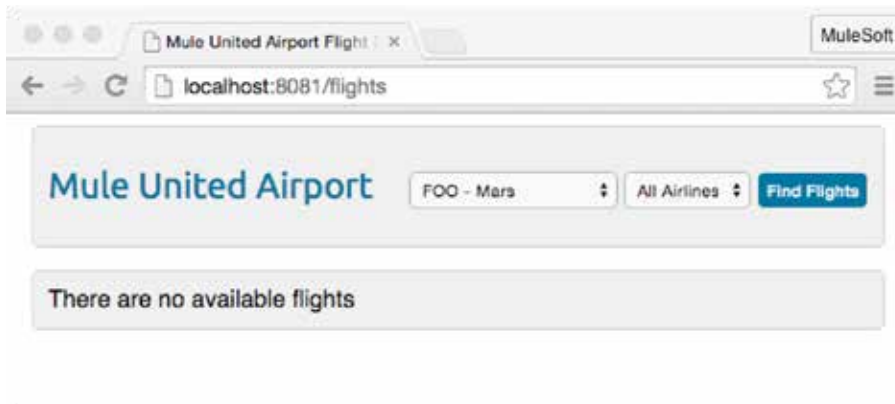 Mule United Airport Flight
MuleSoft
localhost:8081/flights
Mule United Airport
FOO - Mars
All Airlines
Find Flights
There are no available flights